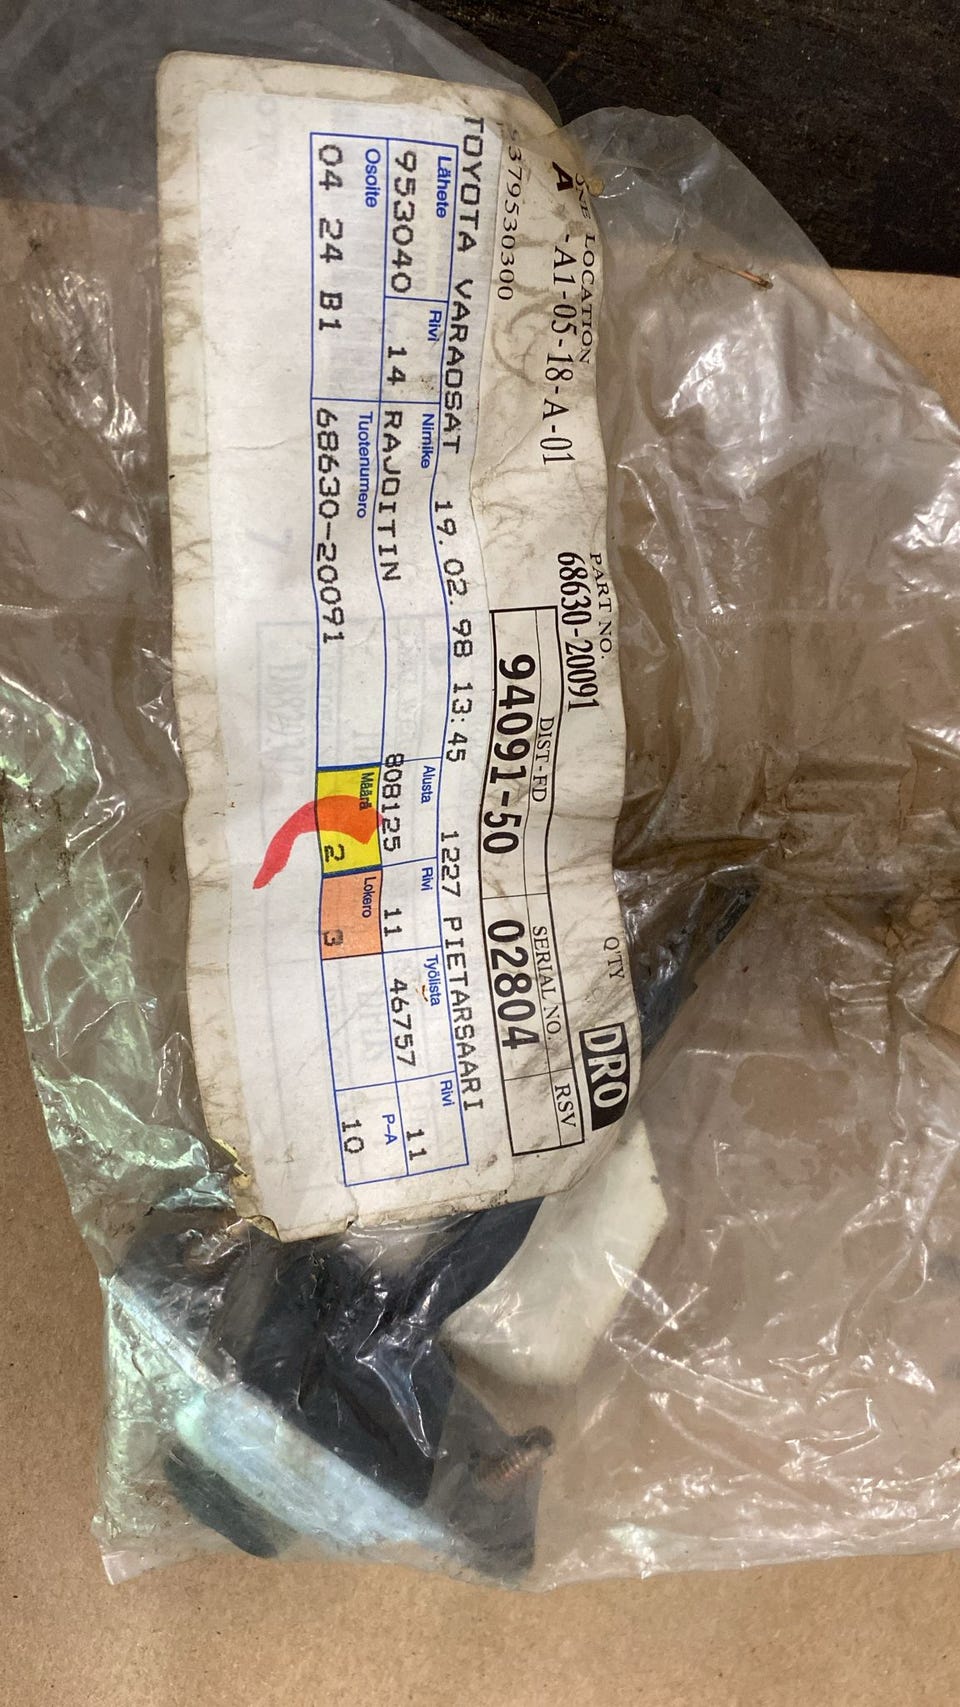 ONE LOCATION
A -A1-05-18-A-01
PART NO.
68630-20091
QTY
DRO
DIST-FD
SERIAL NO.
RSV
94091-50
02804
TOYOTA VARAOSAT 19.02.98 13:45 1227 PIETARSAARI
Lähete Rivi Nimike Alusta Rivi Työlista Rivi
953040 14 RAJOITIN 808125 11 46757 11
Osoite Tuotenumero Määrä Lokero P-A
04 24 B1 68630-20091 2 3 10